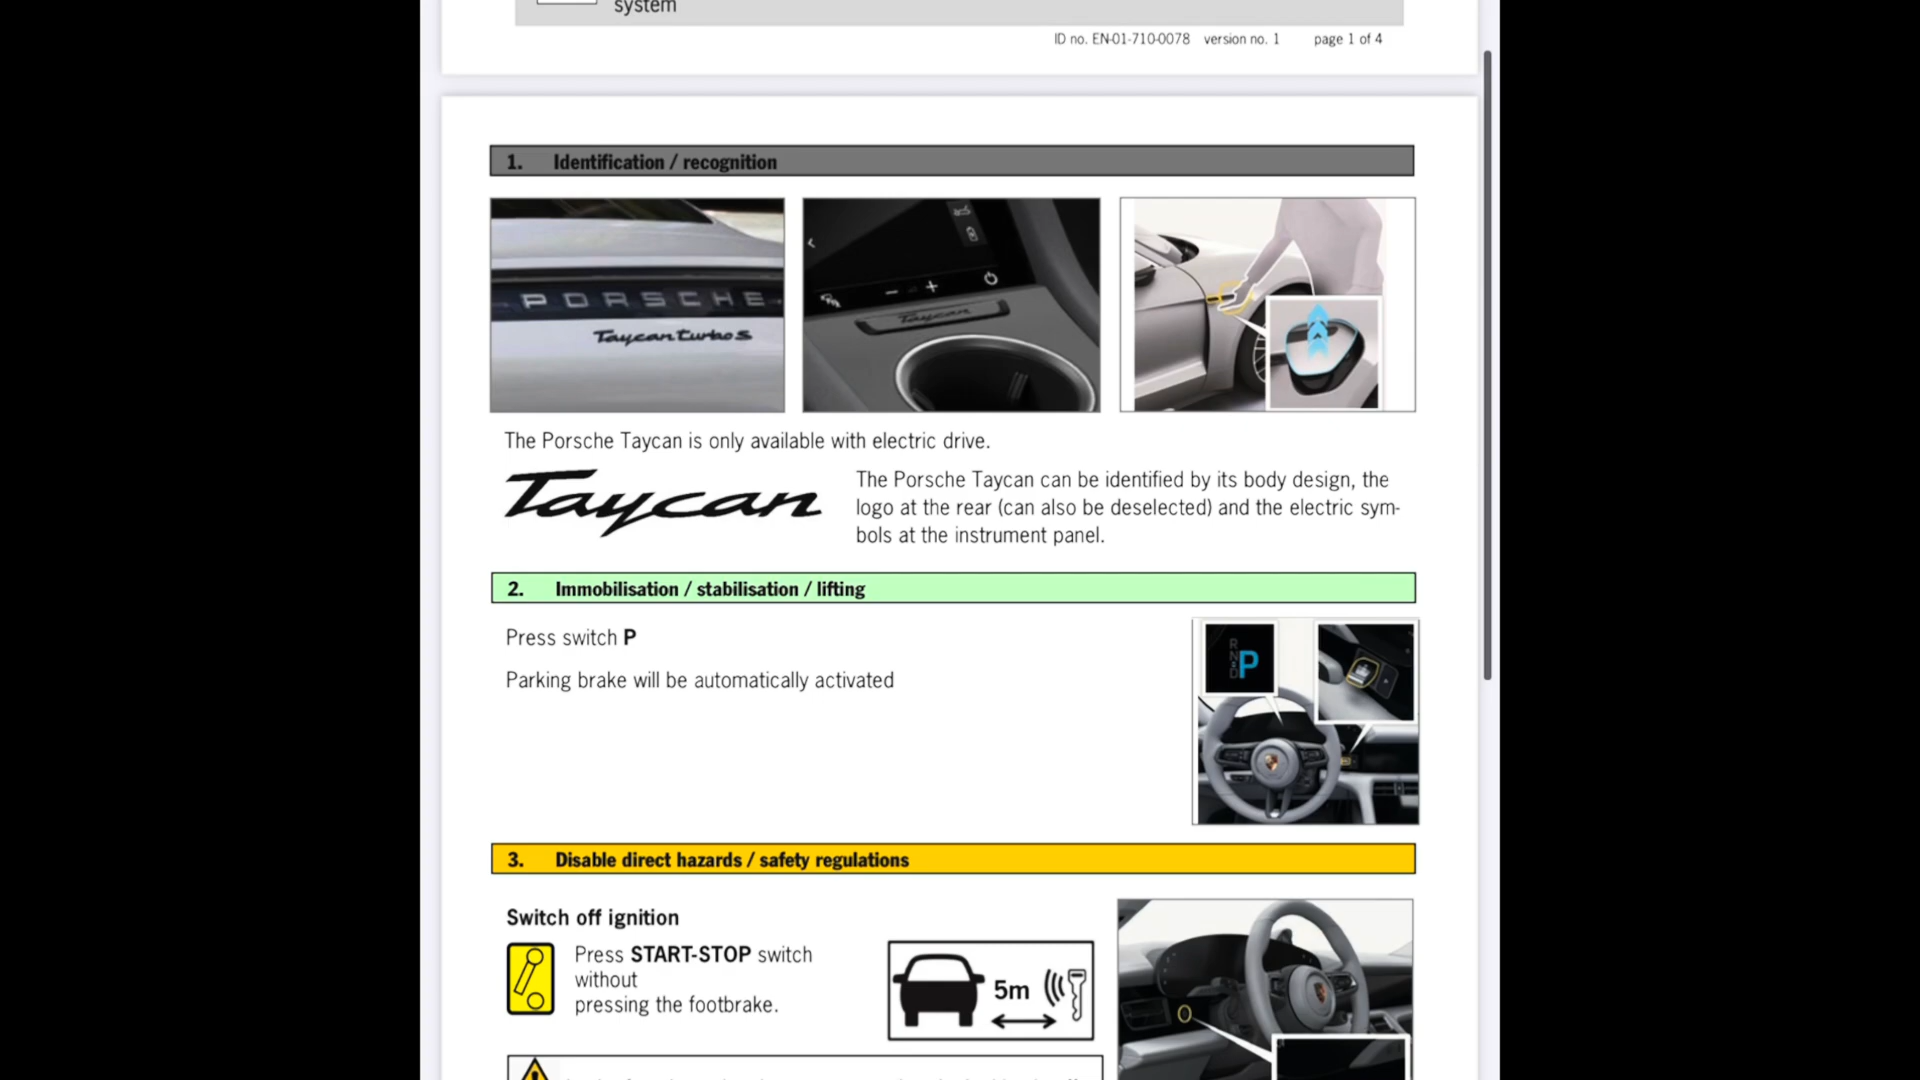 system
ID no. EN-01-710-0078 version no. 1 page 1 of 4
1. Identification / recognition
PORSCHE
Taycan turbo S
Taycan
The Porsche Taycan is only available with electric drive.
Taycan
The Porsche Taycan can be identified by its body design, the
logo at the rear (can also be deselected) and the electric sym-
bols at the instrument panel.
2. Immobilisation / stabilisation / lifting
Press switch P
Parking brake will be automatically activated
R
N
D
P
3. Disable direct hazards / safety regulations
Switch off ignition
Press START-STOP switch
without
pressing the footbrake.
5m